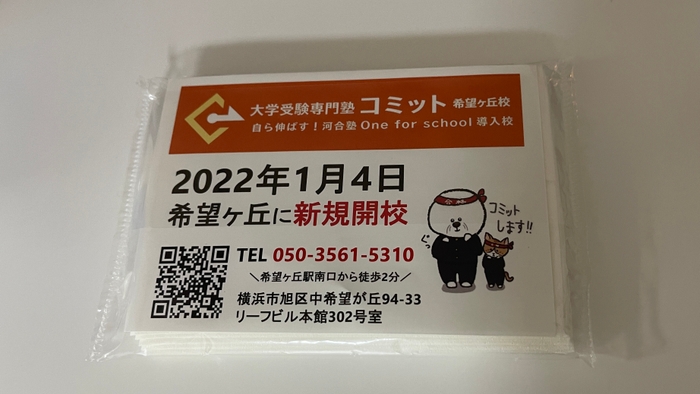 大学受験専門塾 コミット 希望ヶ丘校
自ら伸ばす！河合塾One for school 導入校
2022年1月4日
希望ヶ丘に新規開校
コミット
します!!
ぐっ
TEL 050-3561-5310
＼希望ヶ丘駅南口から徒歩2分／
横浜市旭区中希望が丘94-33
リーフビル本館302号室